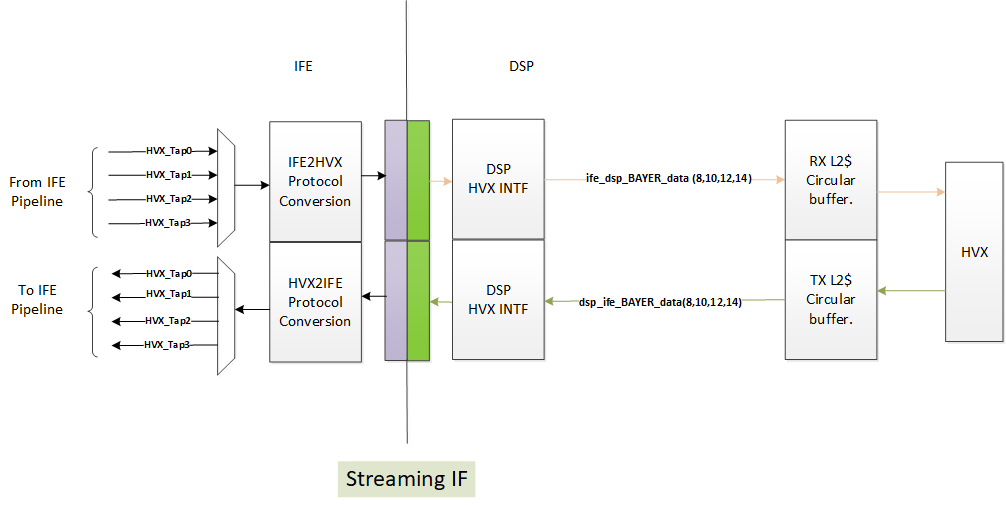 IFE
DSP
From IFE
Pipeline
HVX_Tap0
HVX_Tap1
HVX_Tap2
HVX_Tap3
IFE2HVX
Protocol
Conversion
DSP
HVX INTF
ife_dsp_BAYER_data (8,10,12,14)
RX L2$
Circular
buffer.
HVX
To IFE
Pipeline
HVX_Tap0
HVX_Tap1
HVX_Tap2
HVX_Tap3
HVX2IFE
Protocol
Conversion
DSP
HVX INTF
dsp_ife_BAYER_data(8,10,12,14)
TX L2$
Circular
buffer.
Streaming IF